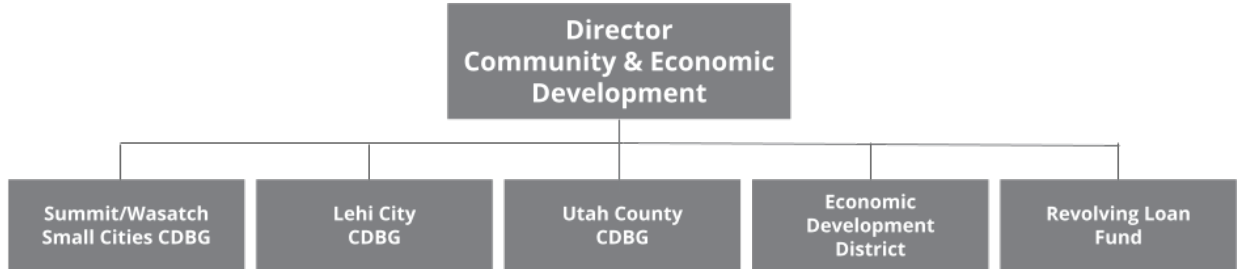 Director
Community & Economic
Development
Summit/Wasatch
Small Cities CDBG
Lehi City
CDBG
Utah County
CDBG
Economic
Development
District
Revolving Loan
Fund